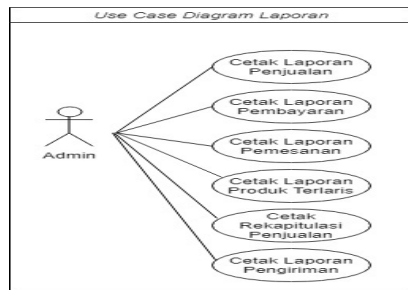 Use Case Diagram Laporan
Cetak Laporan
Penjualan
Cetak Laporan
Pembayaran
Cetak Laporan
Pemesanan
Cetak Laporan
Produk Terlaris
Cetak
Rekapitulasi
Penjualan
Cetak Laporan
Pengiriman
Admin